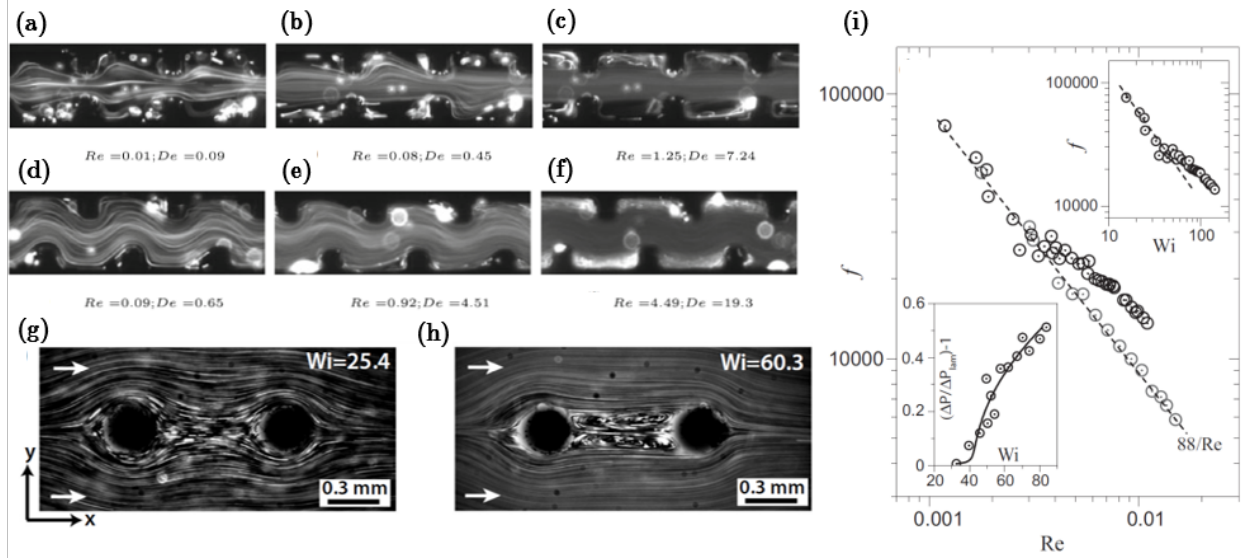 (a)
(b)
(c)
Re =0.01; De =0.09
Re =0.08; De =0.45
Re =1.25; De =7.24
(d)
(e)
(f)
Re =0.09; De =0.65
Re =0.92; De =4.51
Re =4.49; De =19.3
(g)
Wi=25.4
y
x
0.3 mm
(h)
Wi=60.3
0.3 mm
(i)
100000
10000
f
0.001
0.01
Re
88/Re
100000
10000
f
10
100
Wi
0.6
0.4
0.2
0
(ΔP/ΔP_lam)-1
20
40
60
80
Wi